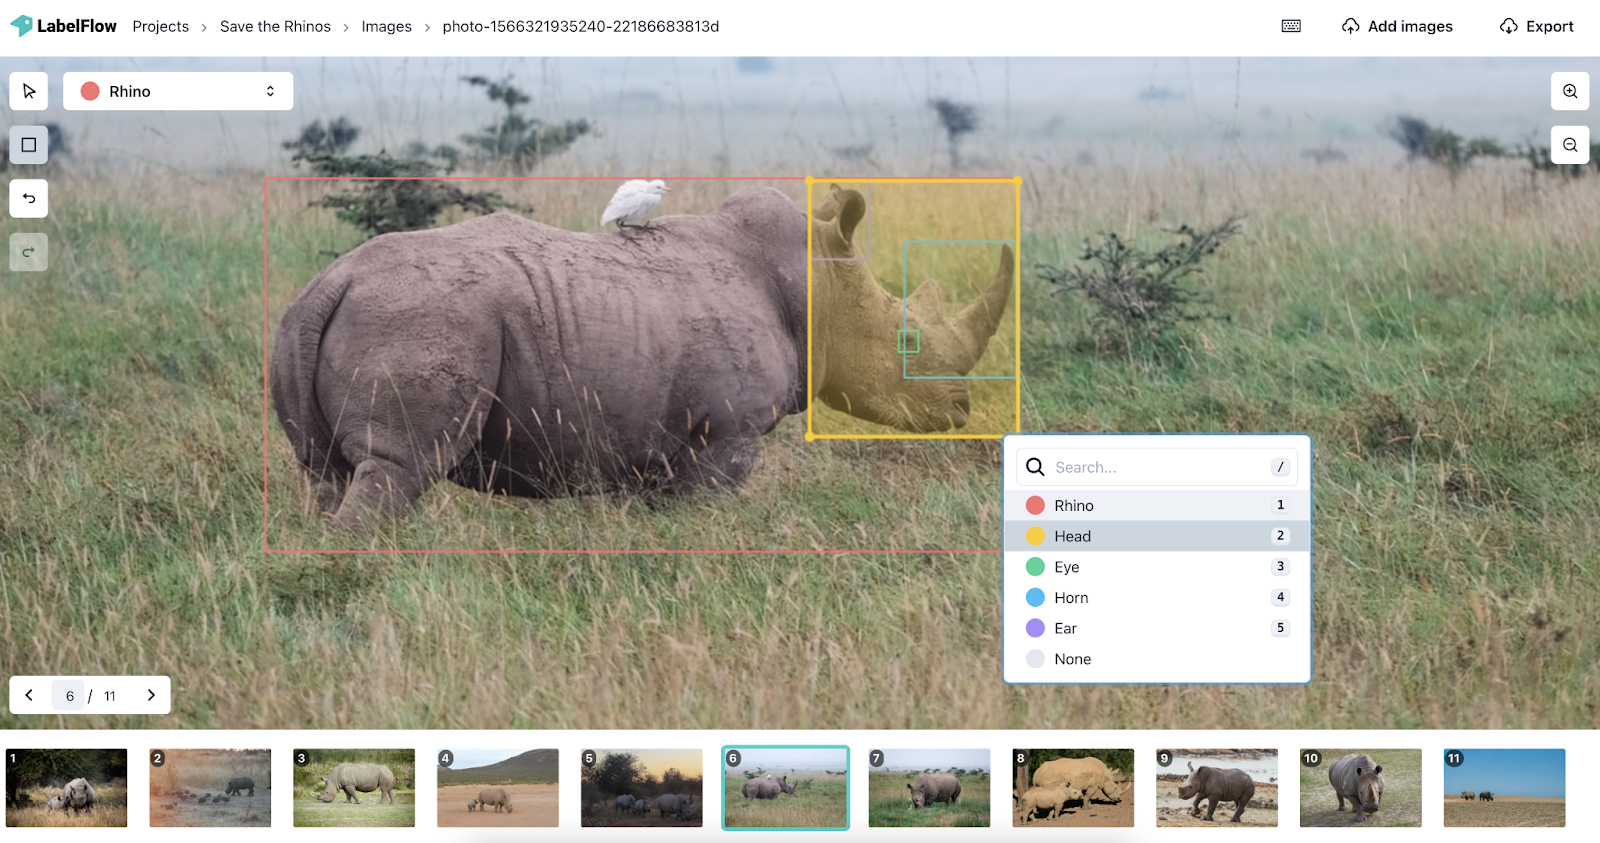 LabelFlow Projects > Save the Rhinos > Images > photo-1566321935240-22186683813d Add images Export
Rhino
Search... /
Rhino 1
Head 2
Eye 3
Horn 4
Ear 5
None
6 / 11
1 2 3 4 5 6 7 8 9 10 11